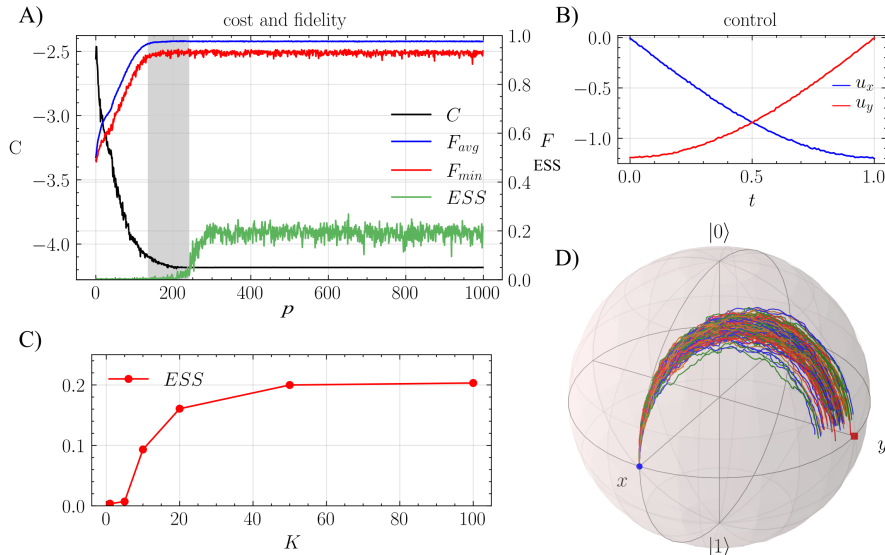 A)
cost and fidelity
−2.5
−3.0
−3.5
−4.0
C
1.0
0.8
0.6
0.4
0.2
0.0
F
ESS
C
F_avg
F_min
ESS
0
200
400
600
800
1000
p
B)
control
0.0
−0.5
−1.0
u_x
u_y
0.0
0.5
1.0
t
C)
ESS
0.2
0.1
0.0
0
20
40
60
80
100
K
D)
|0⟩
x
y
|1⟩